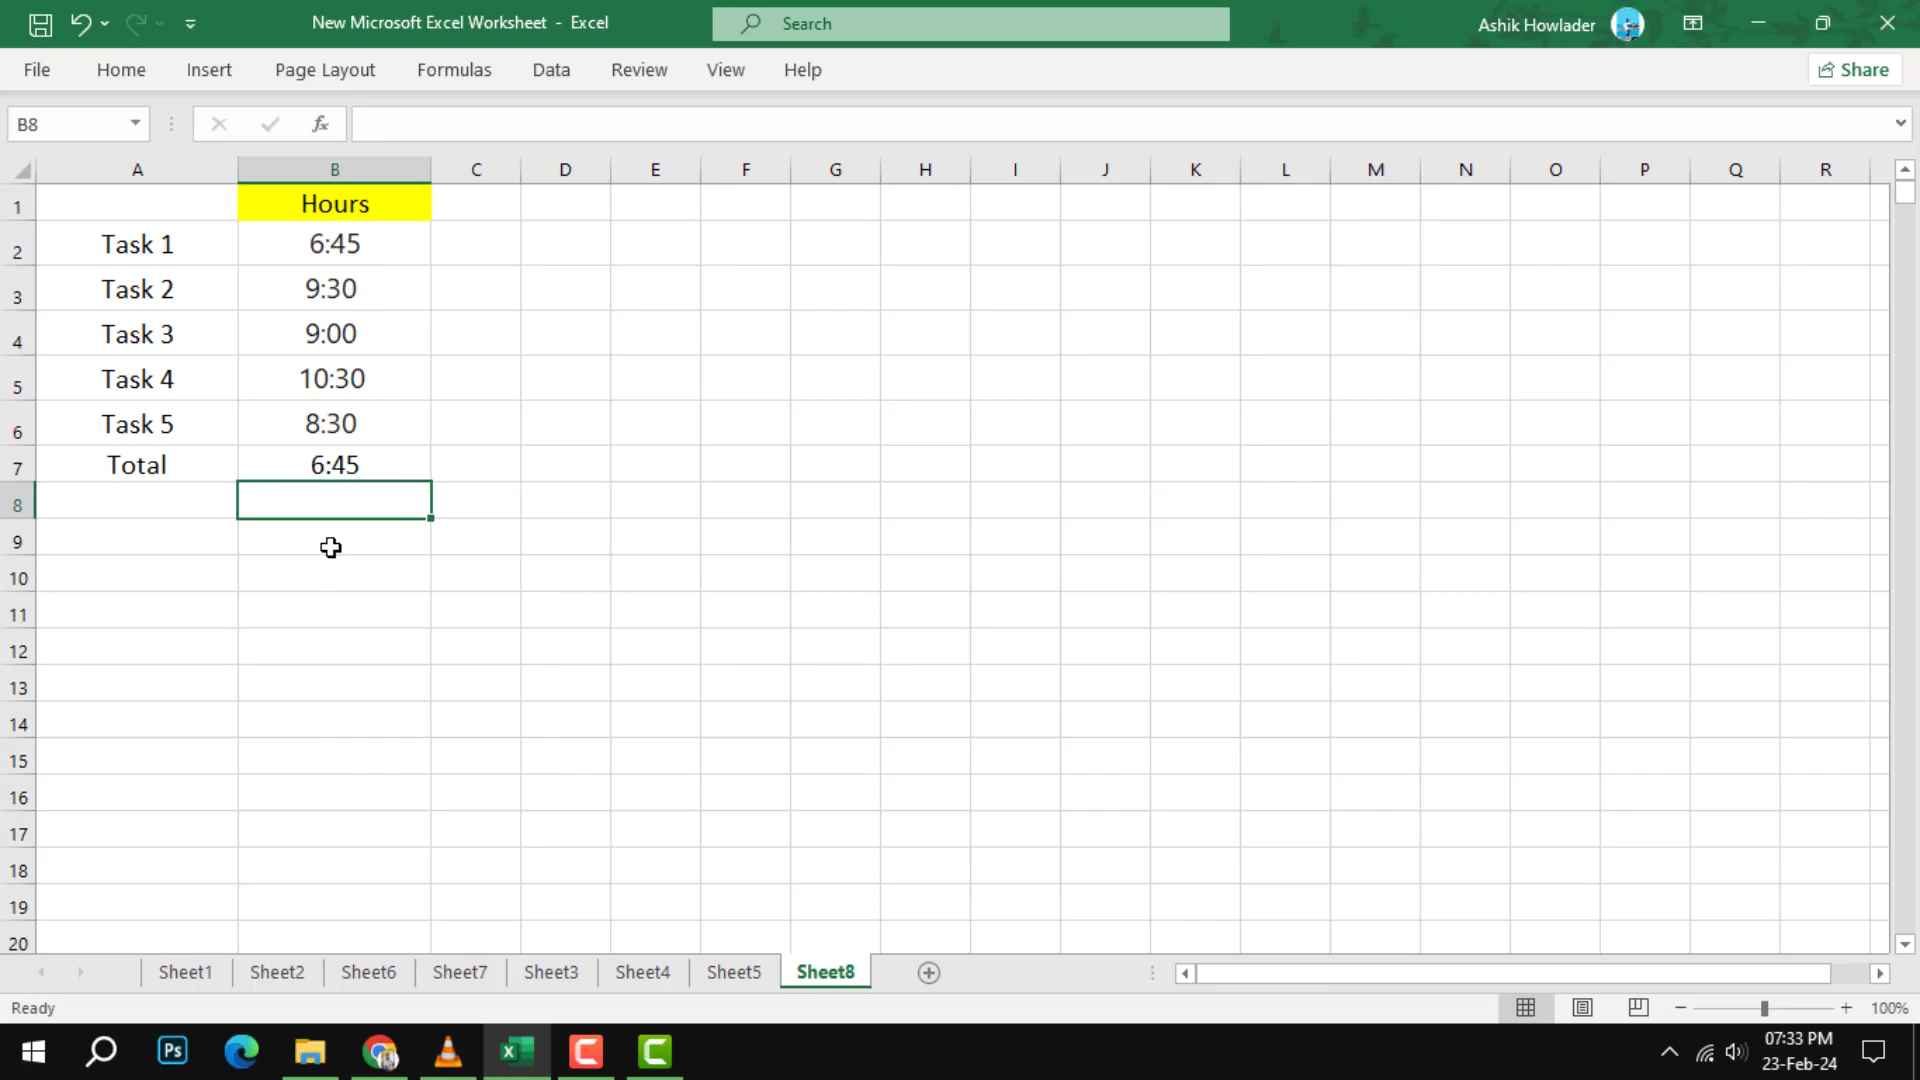 New Microsoft Excel Worksheet - Excel
Search
Ashik Howlader
File Home Insert Page Layout Formulas Data Review View Help
Share
B8
fx
A B C D E F G H I J K L M N O P Q R
1 Hours
2 Task 1 6:45
3 Task 2 9:30
4 Task 3 9:00
5 Task 4 10:30
6 Task 5 8:30
7 Total 6:45
8
9
10
11
12
13
14
15
16
17
18
19
20
Sheet1 Sheet2 Sheet6 Sheet7 Sheet3 Sheet4 Sheet5 Sheet8
Ready
100%
Ps
07:33 PM
23-Feb-24